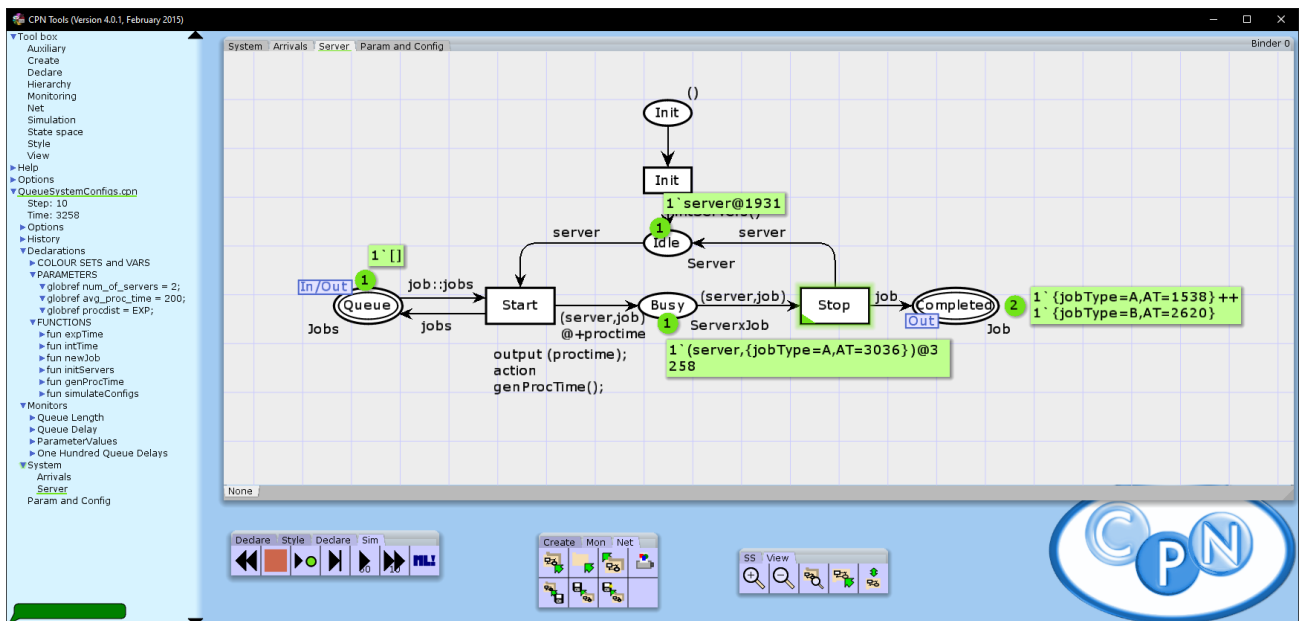 CPN Tools (Version 4.0.1, February 2015)
Tool box
Auxiliary
Create
Declare
Hierarchy
Monitoring
Net
Simulation
State space
Style
View
Help
Options
QueueSystemConfigs.cpn
Step: 10
Time: 3258
Options
History
Declarations
COLOUR SETS and VARS
PARAMETERS
globref num_of_servers = 2;
globref avg_proc_time = 200;
globref procdist = EXP;
FUNCTIONS
fun expTime
fun intTime
fun newJob
fun initServers
fun genProcTime
fun simulateConfigs
Monitors
Queue Length
Queue Delay
ParameterValues
One Hundred Queue Delays
System
Arrivals
Server
Param and Config
System Arrivals Server Param and Config
Binder 0
()
Init
Init
1`server@1931
1
Idle
server
server
Server
1`[]
In/Out
1
Queue
Jobs
job::jobs
jobs
Start
(server,job)
@+proctime
output (proctime);
action
genProcTime();
Busy
1
(server,job)
ServerxJob
1`(server,{jobType=A,AT=3036})@3
258
Stop
job
Completed
Out
Job
2
1`{jobType=A,AT=1538}++
1`{jobType=B,AT=2620}
None
Declare Style Declare Sim
ML!
Create Mon Net
SS View
CPN